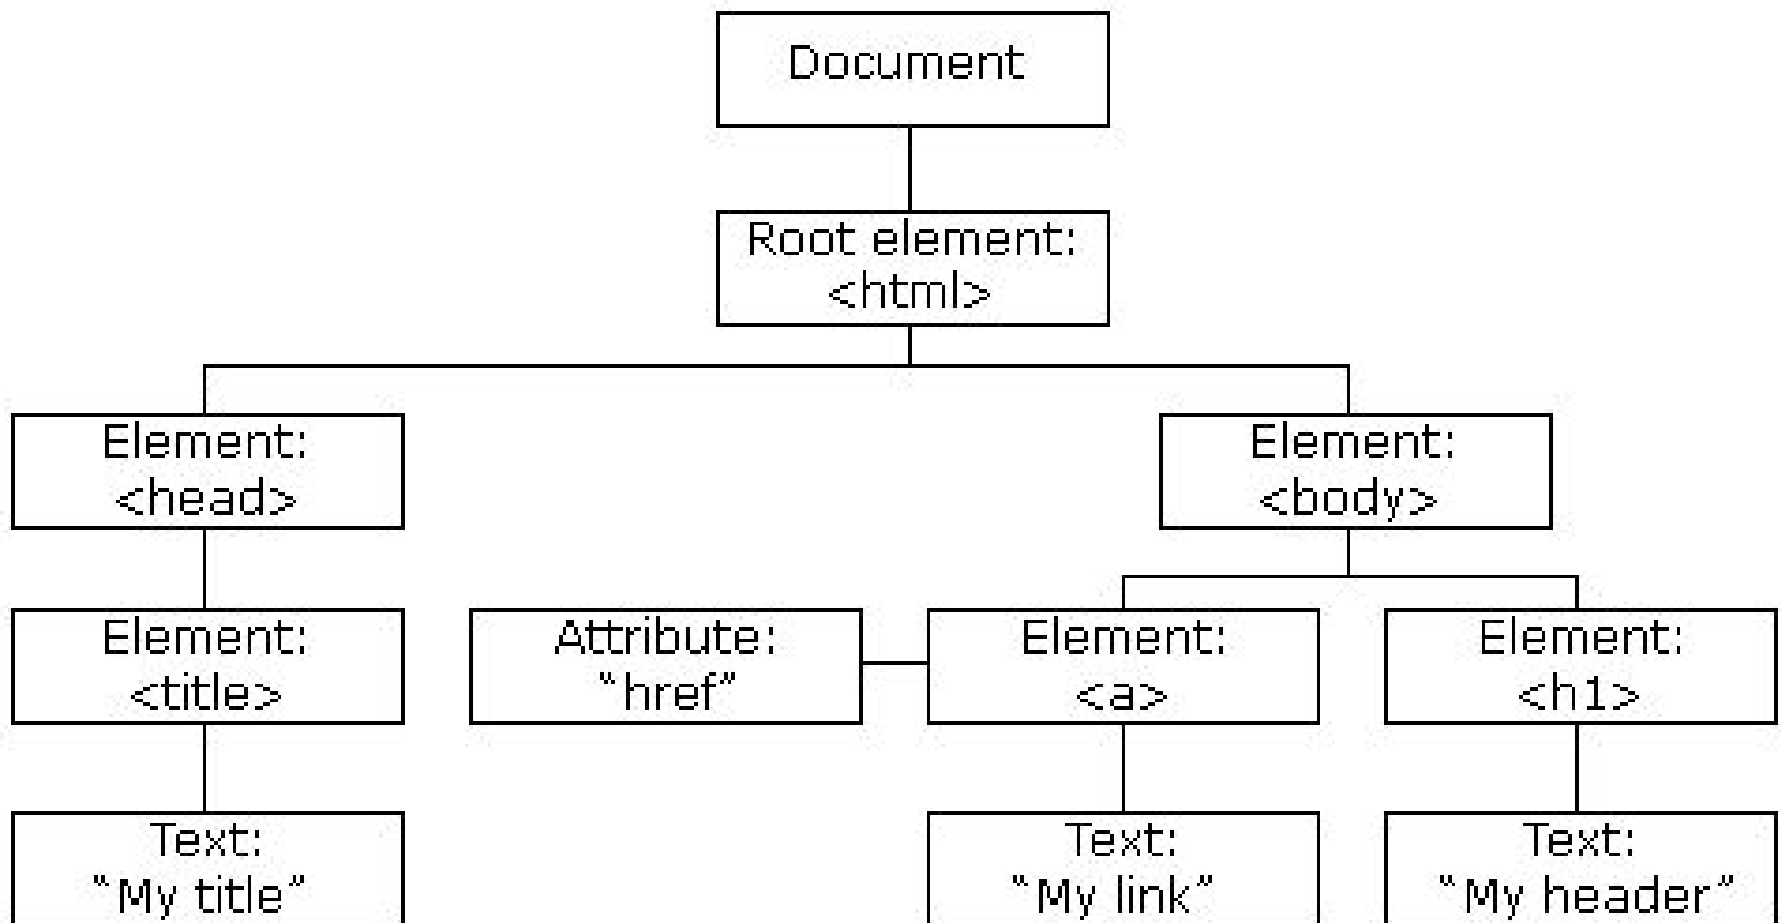 Document
Root element:
<html>
Element:
<head>
Element:
<body>
Element:
<title>
Attribute:
“href”
Element:
<a>
Element:
<h1>
Text:
“My title”
Text:
“My link”
Text:
“My header”